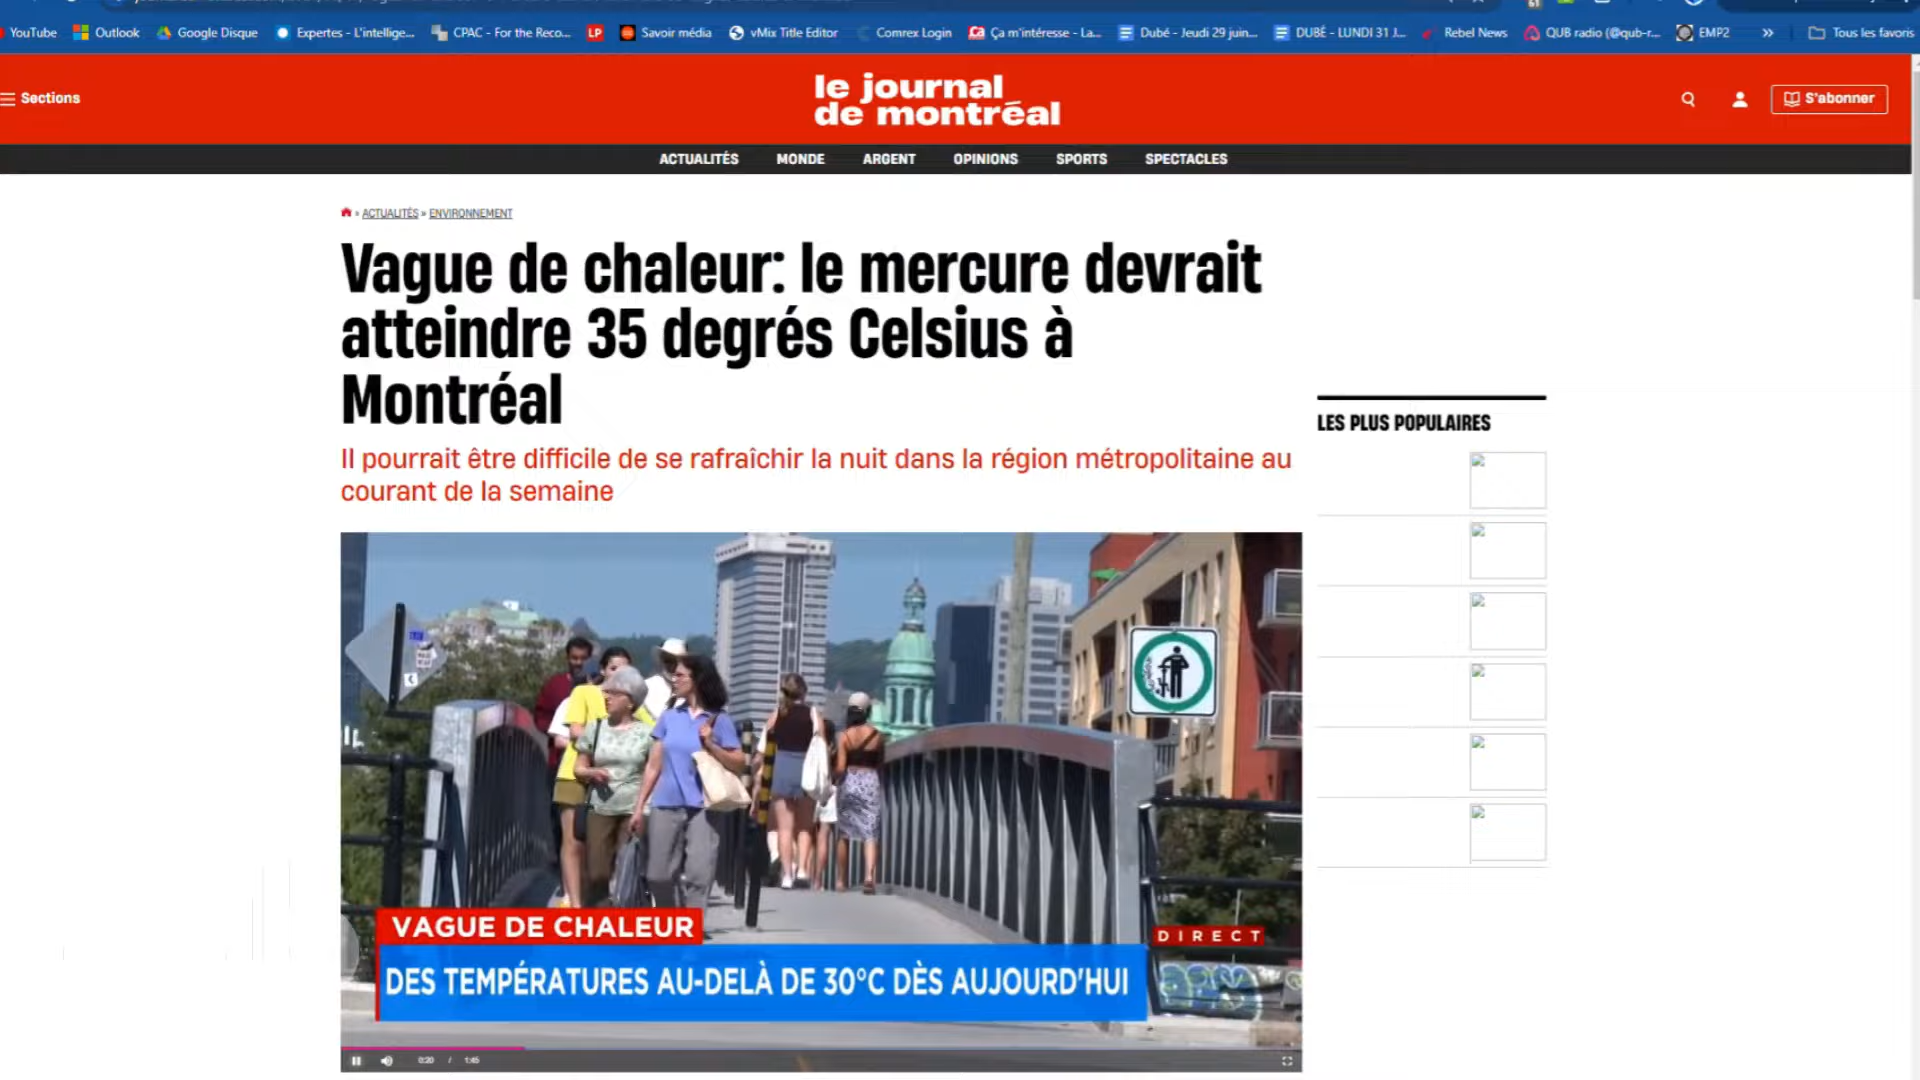 YouTube
Outlook
Google Disque
Expertes - L'intellige...
CPAC - For the Reco...
LP
Savoir média
vMix Title Editor
Comrex Login
Ça m'intéresse - La...
Dubé - Jeudi 29 juin...
DUBÉ - LUNDI 31 J...
Rebel News
QUB radio (@qub-r...
EMP2
»
Tous les favoris
Sections
le journal
de montréal
S'abonner
ACTUALITÉS
MONDE
ARGENT
OPINIONS
SPORTS
SPECTACLES
» ACTUALITÉS » ENVIRONNEMENT
Vague de chaleur: le mercure devrait
atteindre 35 degrés Celsius à
Montréal
Il pourrait être difficile de se rafraîchir la nuit dans la région métropolitaine au
courant de la semaine
LES PLUS POPULAIRES
VAGUE DE CHALEUR
DIRECT
DES TEMPÉRATURES AU-DELÀ DE 30°C DÈS AUJOURD'HUI
0:20 / 1:45